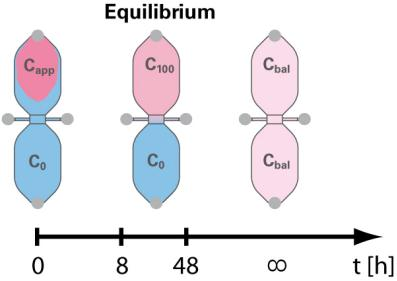 Equilibrium
Capp C100 Cbal
C0 C0 Cbal
0 8 48 ∞ t [h]